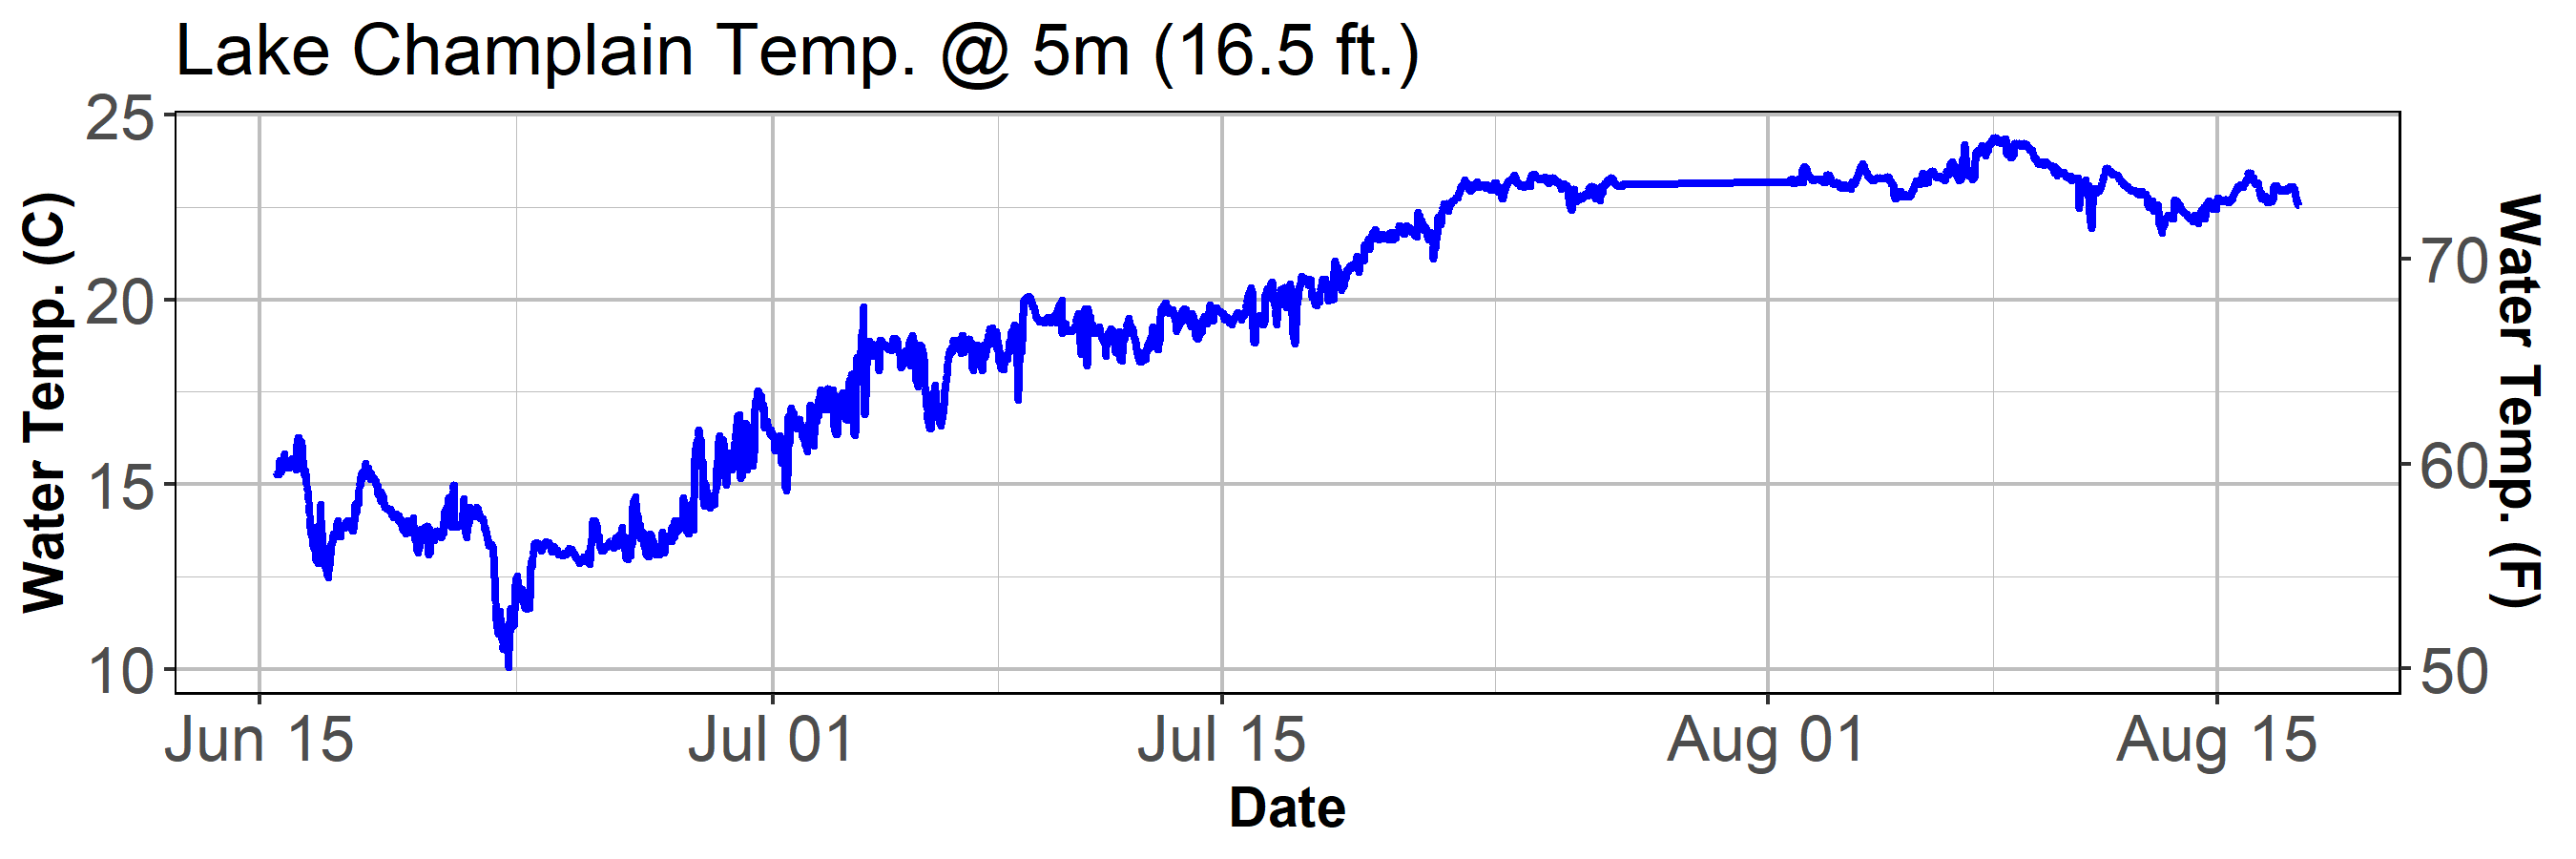 Lake Champlain Temp. @ 5m (16.5 ft.)
25
20
15
10
Water Temp. (C)
70
60
50
Water Temp. (F)
Jun 15
Jul 01
Jul 15
Aug 01
Aug 15
Date